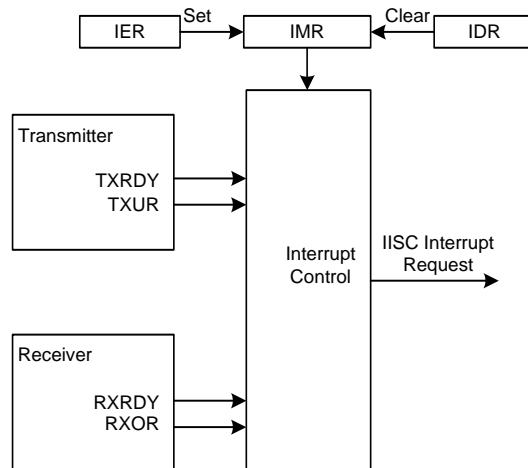 Set
Clear
IER
IMR
IDR
Transmitter
TXRDY
TXUR
Interrupt
Control
IISC Interrupt
Request
Receiver
RXRDY
RXOR